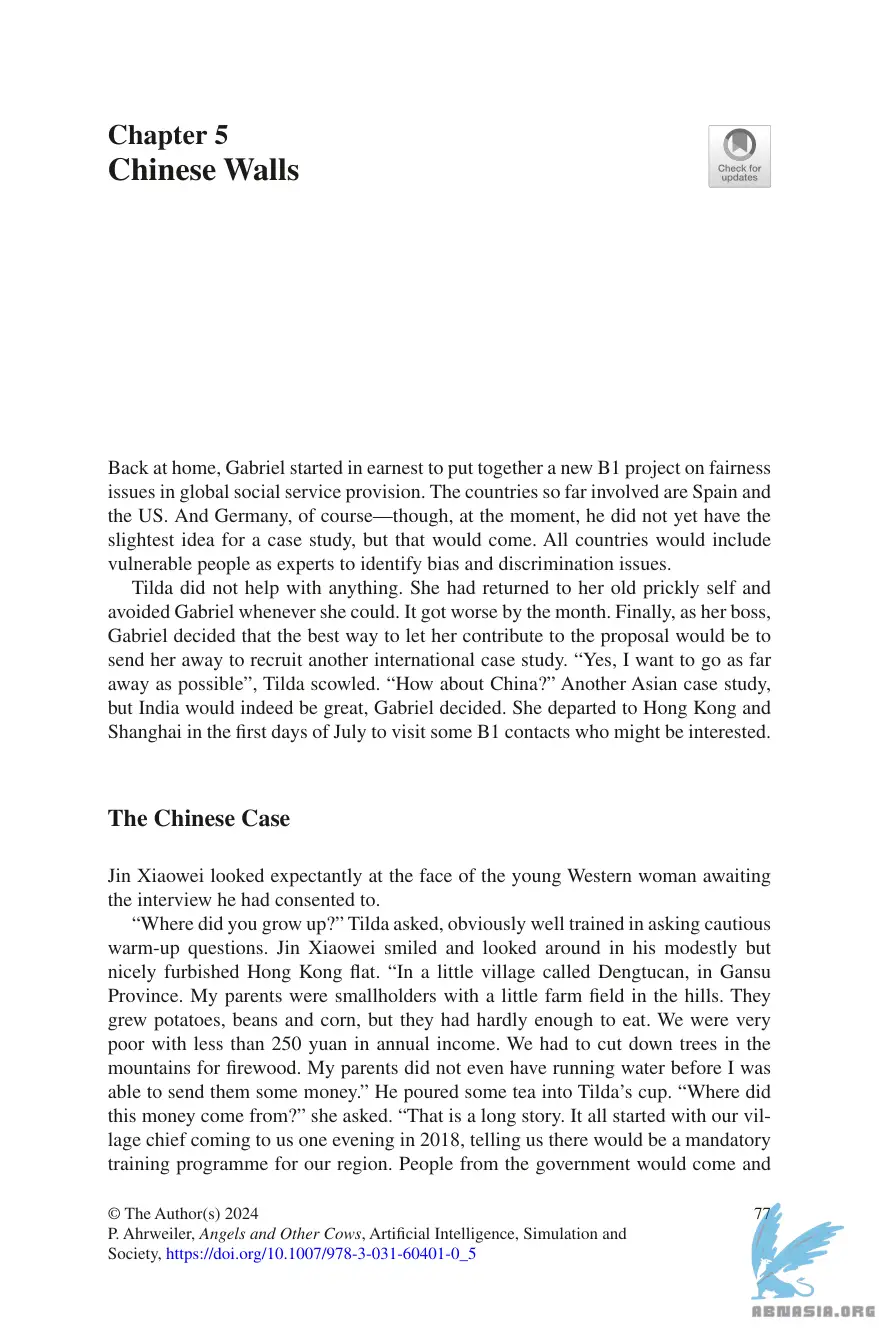 Chapter 5
Chinese Walls
Check for
updates
Back at home, Gabriel started in earnest to put together a new B1 project on fairness
issues in global social service provision. The countries so far involved are Spain and
the US. And Germany, of course—though, at the moment, he did not yet have the
slightest idea for a case study, but that would come. All countries would include
vulnerable people as experts to identify bias and discrimination issues.
Tilda did not help with anything. She had returned to her old prickly self and
avoided Gabriel whenever she could. It got worse by the month. Finally, as her boss,
Gabriel decided that the best way to let her contribute to the proposal would be to
send her away to recruit another international case study. “Yes, I want to go as far
away as possible”, Tilda scowled. “How about China?” Another Asian case study,
but India would indeed be great, Gabriel decided. She departed to Hong Kong and
Shanghai in the first days of July to visit some B1 contacts who might be interested.
The Chinese Case
Jin Xiaowei looked expectantly at the face of the young Western woman awaiting
the interview he had consented to.
“Where did you grow up?” Tilda asked, obviously well trained in asking cautious
warm-up questions. Jin Xiaowei smiled and looked around in his modestly but
nicely furbished Hong Kong flat. “In a little village called Dengtucan, in Gansu
Province. My parents were smallholders with a little farm field in the hills. They
grew potatoes, beans and corn, but they had hardly enough to eat. We were very
poor with less than 250 yuan in annual income. We had to cut down trees in the
mountains for firewood. My parents did not even have running water before I was
able to send them some money.” He poured some tea into Tilda’s cup. “Where did
this money come from?” she asked. “That is a long story. It all started with our vil-
lage chief coming to us one evening in 2018, telling us there would be a mandatory
training programme for our region. People from the government would come and
© The Author(s) 2024
77
P. Ahrweiler, Angels and Other Cows, Artificial Intelligence, Simulation and
Society, https://doi.org/10.1007/978-3-031-60401-0_5
ABNASIA.ORG